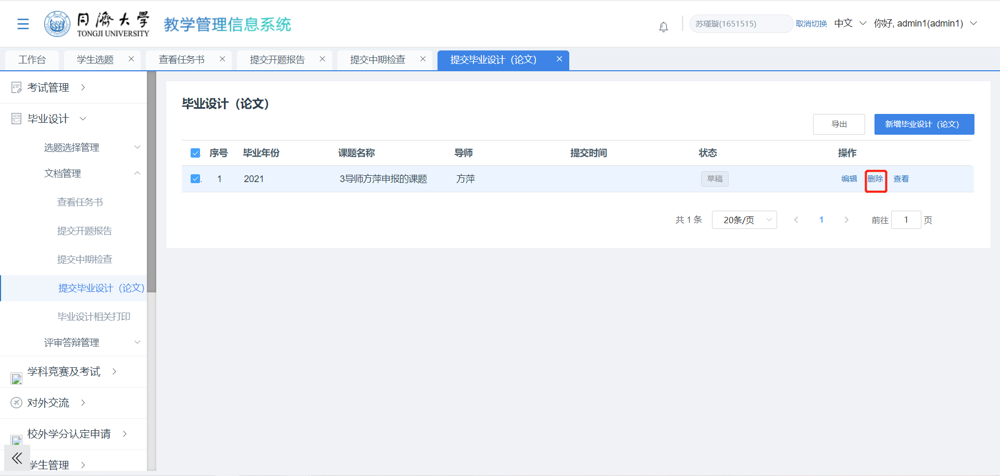 同濟大学
TONGJI UNIVERSITY
教学管理信息系统
苏瑾璇(1651515)
取消切换
中文
你好, admin1(admin1)
工作台
学生选题
查看任务书
提交开题报告
提交中期检查
提交毕业设计（论文）
考试管理
毕业设计
选题选择管理
文档管理
查看任务书
提交开题报告
提交中期检查
提交毕业设计（论文）
毕业设计相关打印
评审答辩管理
学科竞赛及考试
对外交流
校外学分认定申请
学生管理
毕业设计（论文）
导出
新增毕业设计（论文）
序号 毕业年份 课题名称 导师 提交时间 状态 操作
1 2021 3导师方萍申报的课题 方萍 草稿 编辑 删除 查看
共 1 条 20条/页 1 前往 1 页